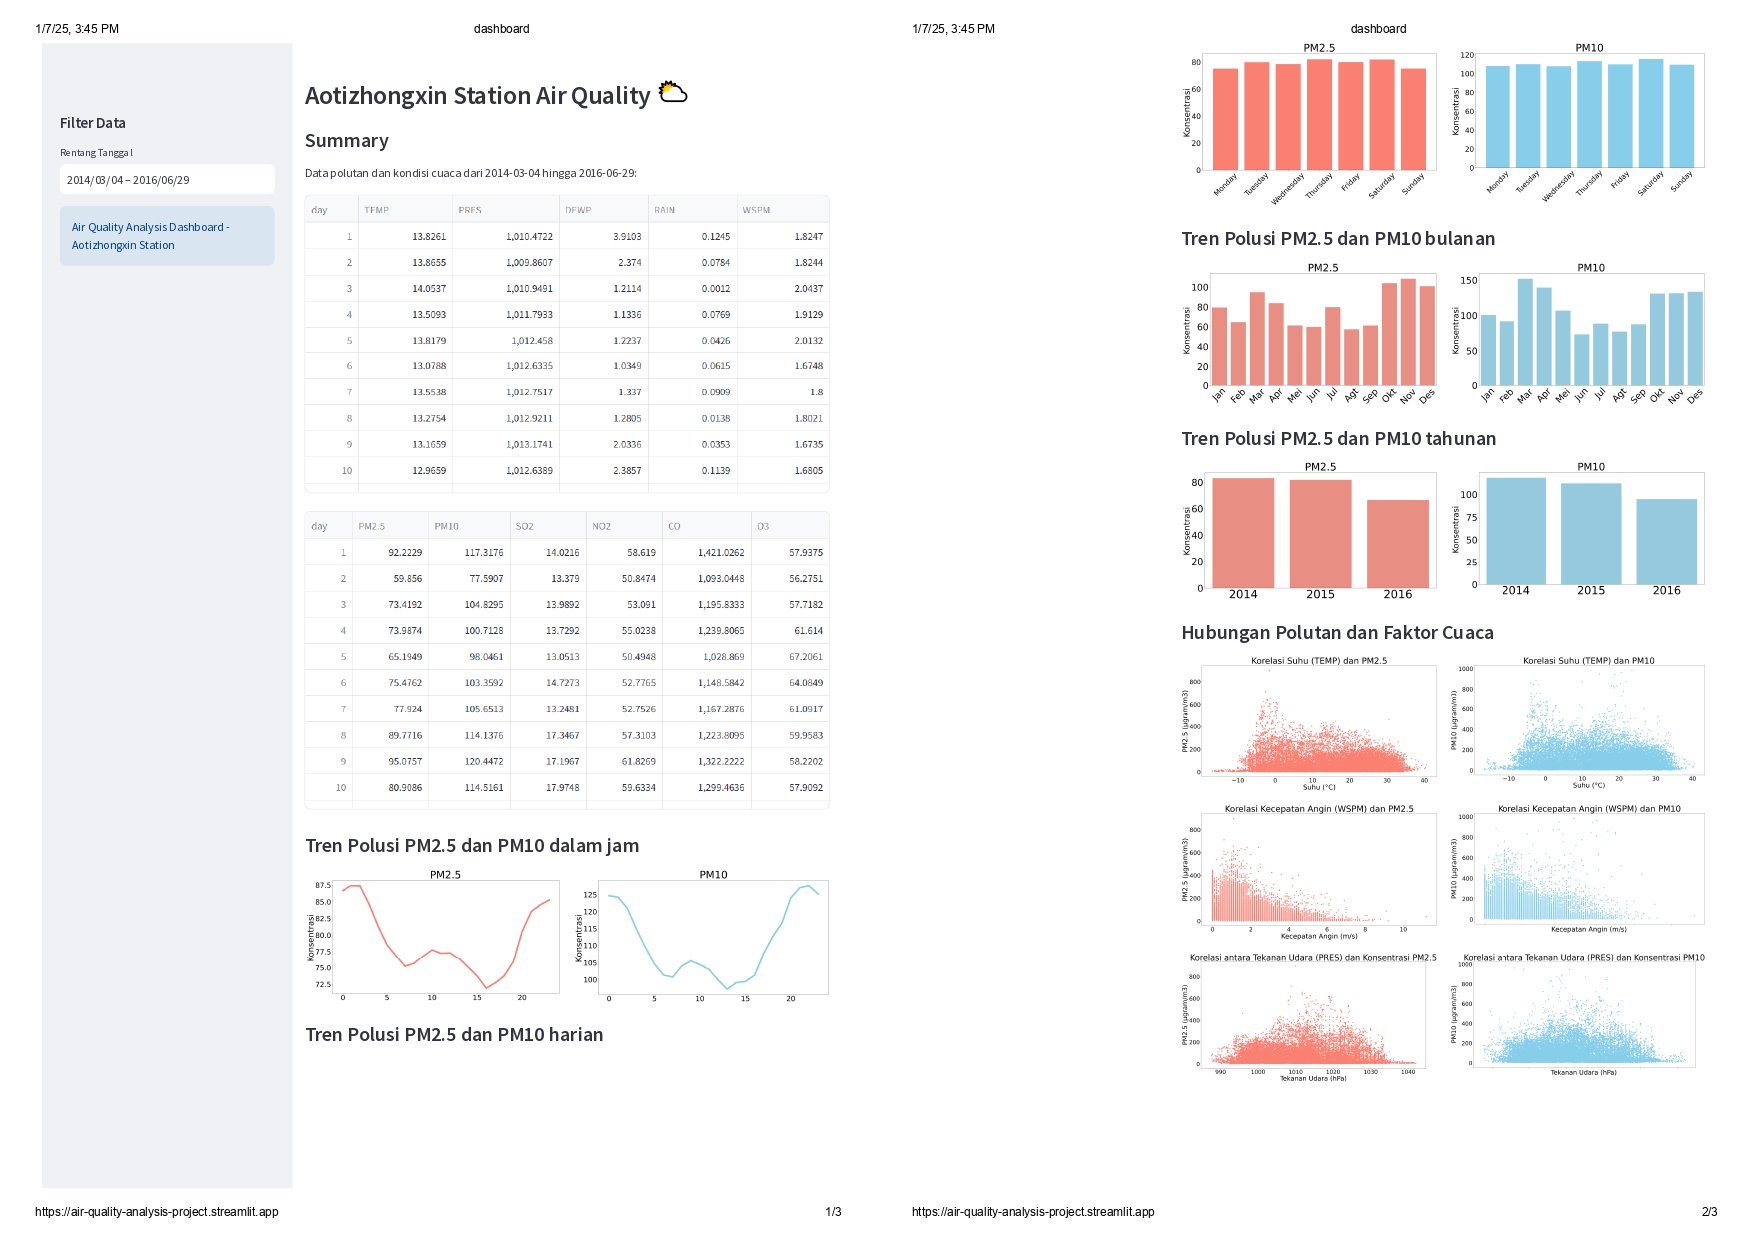 1/7/25, 3:45 PM
dashboard
Filter Data
Rentang Tanggal
2014/03/04 – 2016/06/29
Air Quality Analysis Dashboard -
Aotizhongxin Station
Aotizhongxin Station Air Quality
Summary
Data polutan dan kondisi cuaca dari 2014-03-04 hingga 2016-06-29:
day TEMP PRES DEWP RAIN WSPM
1 13.8261 1,010.4722 3.9103 0.1245 1.8247
2 13.8655 1,009.8607 2.374 0.0784 1.8244
3 14.0537 1,010.9491 1.2114 0.0012 2.0437
4 13.5093 1,011.7933 1.1336 0.0769 1.9129
5 13.8179 1,012.458 1.2237 0.0426 2.0132
6 13.0788 1,012.6335 1.0349 0.0615 1.6748
7 13.5538 1,012.7517 1.337 0.0909 1.8
8 13.2754 1,012.9211 1.2805 0.0138 1.8021
9 13.1659 1,013.1741 2.0336 0.0353 1.6735
10 12.9659 1,012.6389 2.3857 0.1139 1.6805
day PM2.5 PM10 SO2 NO2 CO O3
1 92.2229 117.3176 14.0216 58.619 1,421.0262 57.9375
2 59.856 77.5907 13.379 50.8474 1,093.0448 56.2751
3 73.4192 104.8295 13.9892 53.091 1,195.8333 57.7182
4 73.9874 100.7128 13.7292 55.0238 1,239.8065 61.614
5 65.1949 98.0461 13.0513 50.4948 1,028.869 67.2061
6 75.4762 103.3592 14.7273 52.7765 1,148.5842 64.0849
7 77.924 105.6513 13.2481 52.7526 1,167.2876 61.0917
8 89.7716 114.1376 17.3467 57.3103 1,223.8095 59.9583
9 95.0757 120.4472 17.1967 61.8269 1,322.2222 58.2202
10 80.9086 114.5161 17.9748 59.6334 1,299.4636 57.9092
Tren Polusi PM2.5 dan PM10 dalam jam
PM2.5
Konsentrasi
87.5
85.0
82.5
80.0
77.5
75.0
72.5
0 5 10 15 20
PM10
Konsentrasi
125
120
115
110
105
100
0 5 10 15 20
Tren Polusi PM2.5 dan PM10 harian
https://air-quality-analysis-project.streamlit.app
1/3
1/7/25, 3:45 PM
dashboard
PM2.5
Konsentrasi
80
60
40
20
0
Monday Tuesday Wednesday Thursday Friday Saturday Sunday
PM10
Konsentrasi
120
100
80
60
40
20
0
Monday Tuesday Wednesday Thursday Friday Saturday Sunday
Tren Polusi PM2.5 dan PM10 bulanan
PM2.5
Konsentrasi
100
80
60
40
20
0
Jan Feb Mar Apr Mei Jun Jul Agt Sep Okt Nov Des
PM10
Konsentrasi
150
100
50
0
Jan Feb Mar Apr Mei Jun Jul Agt Sep Okt Nov Des
Tren Polusi PM2.5 dan PM10 tahunan
PM2.5
Konsentrasi
80
60
40
20
0
2014 2015 2016
PM10
Konsentrasi
100
75
50
25
0
2014 2015 2016
Hubungan Polutan dan Faktor Cuaca
Korelasi Suhu (TEMP) dan PM2.5
PM2.5 (µgram/m3)
800
600
400
200
0
−10 0 10 20 30 40
Suhu (°C)
Korelasi Suhu (TEMP) dan PM10
PM10 (µgram/m3)
1000
800
600
400
200
0
−10 0 10 20 30 40
Suhu (°C)
Korelasi Kecepatan Angin (WSPM) dan PM2.5
PM2.5 (µgram/m3)
800
600
400
200
0
0 2 4 6 8 10
Kecepatan Angin (m/s)
Korelasi Kecepatan Angin (WSPM) dan PM10
PM10 (µgram/m3)
1000
800
600
400
200
0
Kecepatan Angin (m/s)
Korelasi antara Tekanan Udara (PRES) dan Konsentrasi PM2.5
PM2.5 (µgram/m3)
800
600
400
200
0
990 1000 1010 1020 1030 1040
Tekanan Udara (hPa)
Korelasi antara Tekanan Udara (PRES) dan Konsentrasi PM10
PM10 (µgram/m3)
1000
800
600
400
200
0
Tekanan Udara (hPa)
https://air-quality-analysis-project.streamlit.app
2/3